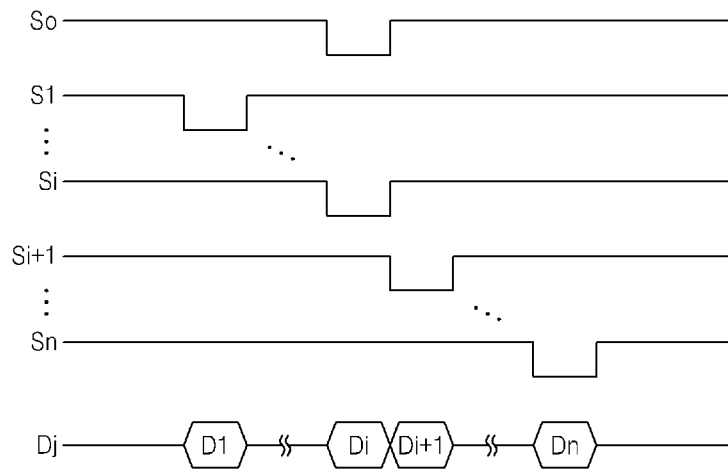 So
S1
Si
Si+1
Sn
Dj D1 Di Di+1 Dn